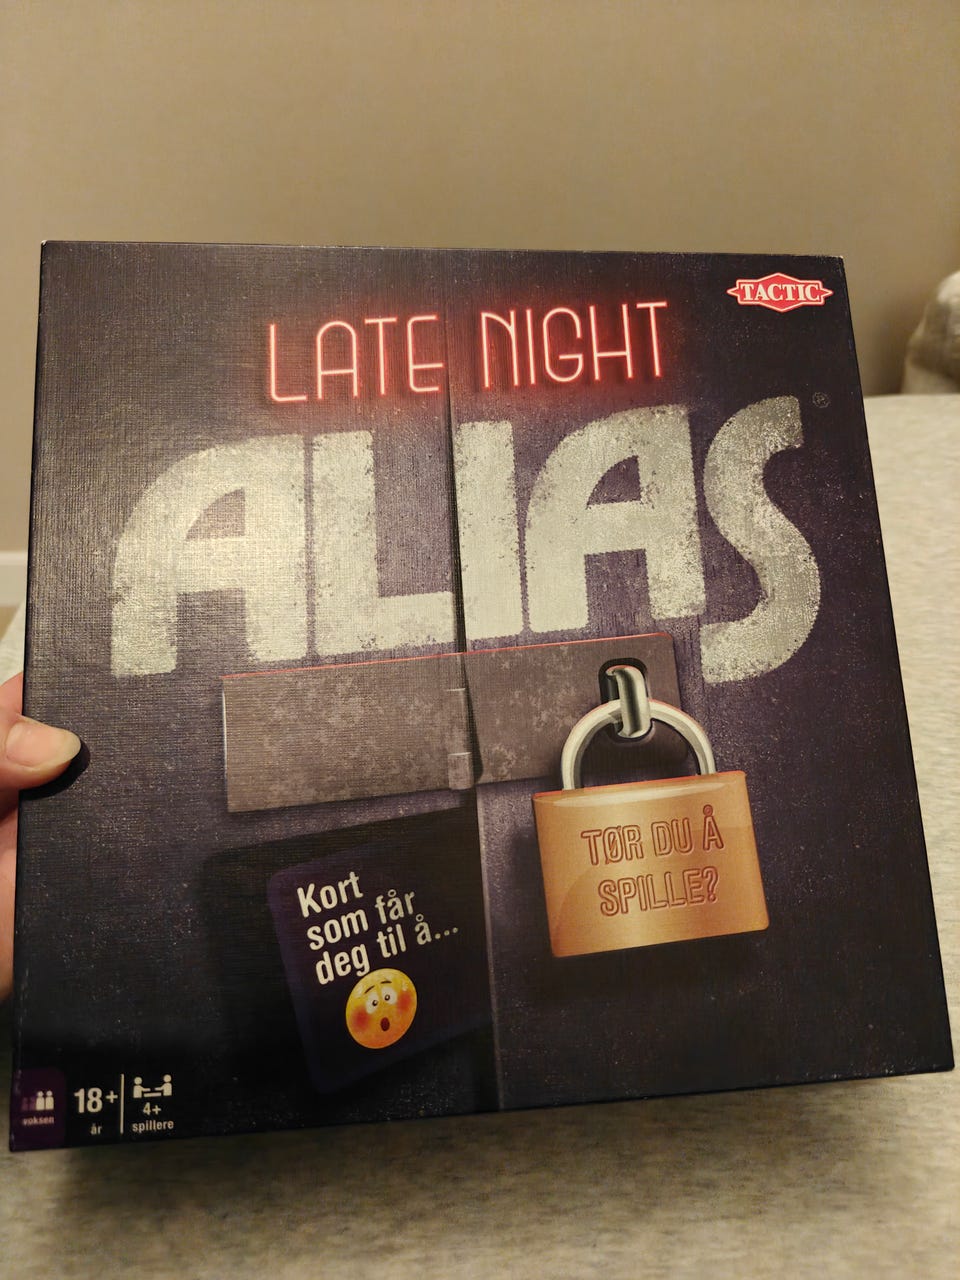 TACTIC
LATE NIGHT
ALIAS
TØR DU Å
SPILLE?
Kort
som får
deg til å...
voksen
18+
år
4+
spillere